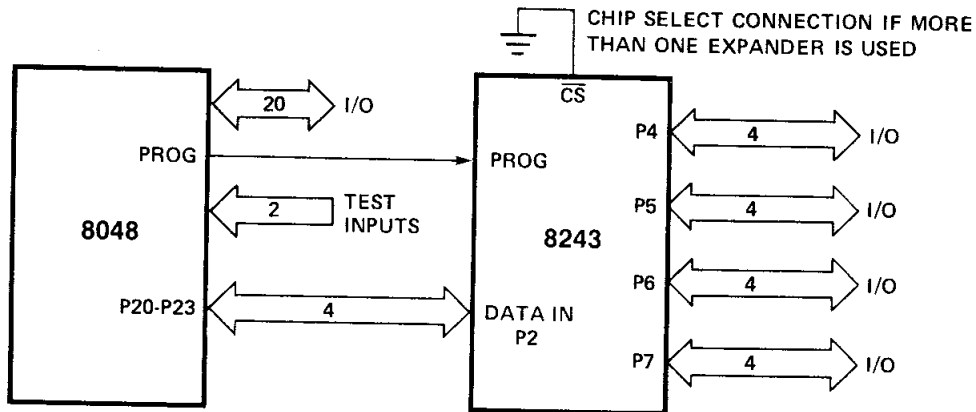 CHIP SELECT CONNECTION IF MORE
THAN ONE EXPANDER IS USED
CS
20
I/O
PROG
PROG
2
TEST
INPUTS
8048
8243
P20-P23
4
DATA IN
P2
P4
4
I/O
P5
4
I/O
P6
4
I/O
P7
4
I/O